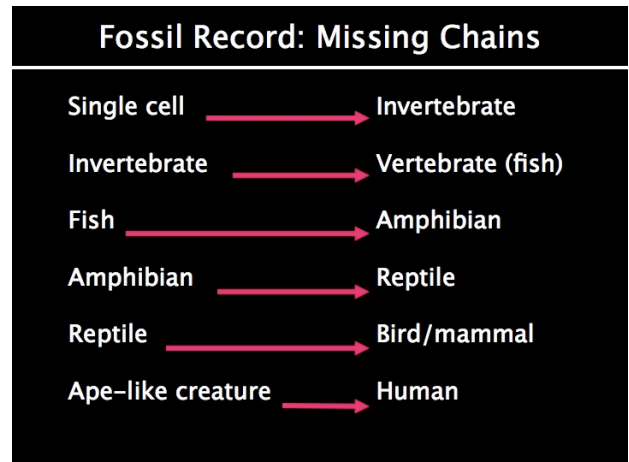 Fossil Record: Missing Chains
Single cell Invertebrate
Invertebrate Vertebrate (fish)
Fish Amphibian
Amphibian Reptile
Reptile Bird/mammal
Ape-like creature Human